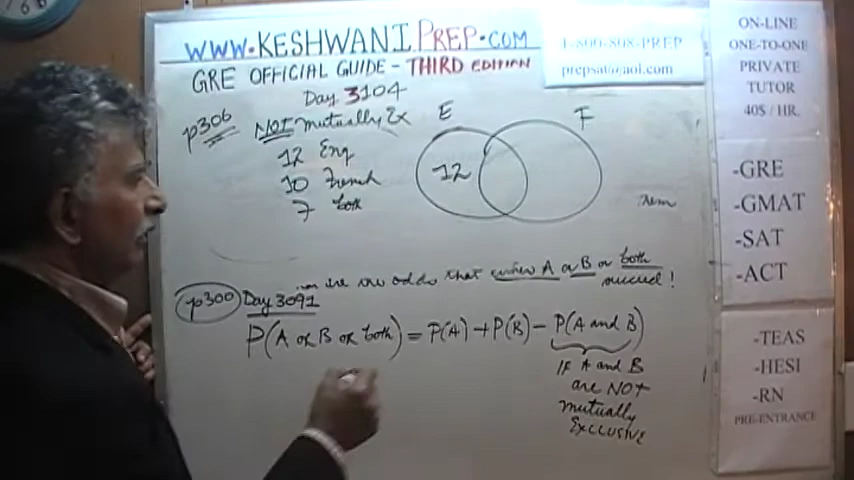 WWW.KESHWANIPREP.COM
1-800-808-PREP
prepsat@aol.com
GRE OFFICIAL GUIDE - THIRD EDITION
Day 3104
p306
NOT Mutually Ex
12 Eng
10 French
7 both
E
F
12
p300
Day 3091
are the odds that either A or B or both
succeed!
P(A OR B OR both) = P(A) + P(B) - P(A and B)
IF A and B
are NOT
mutually
EXCLUSIVE
ON-LINE
ONE-TO-ONE
PRIVATE
TUTOR
40$ / HR.
-GRE
-GMAT
-SAT
-ACT
-TEAS
-HESI
-RN
PRE-ENTRANCE